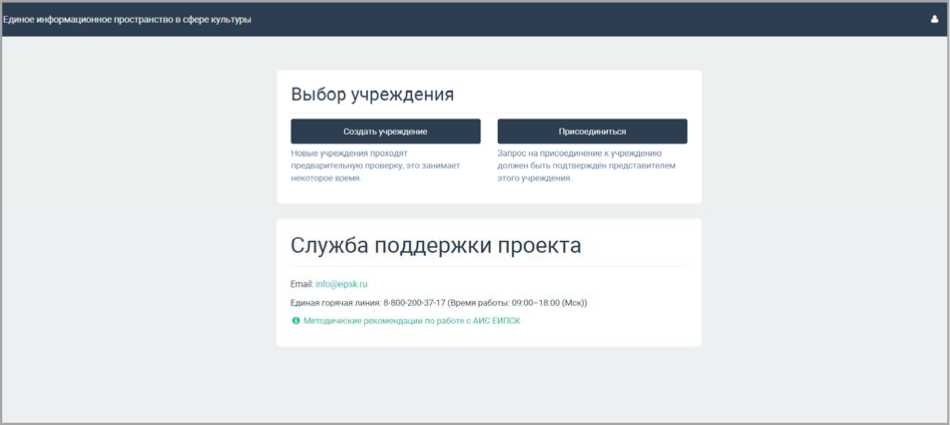 Единое информационное пространство в сфере культуры
Выбор учреждения
Создать учреждение
Новые учреждения проходят
предварительную проверку, это занимает
некоторое время.
Присоединиться
Запрос на присоединение к учреждению
должен быть подтверждён представителем
этого учреждения.
Служба поддержки проекта
Email: info@epsk.ru
Единая горячая линия: 8-800-200-37-17 (Время работы: 09:00–18:00 (Мск))
Методические рекомендации по работе с АИС ЕИПСК